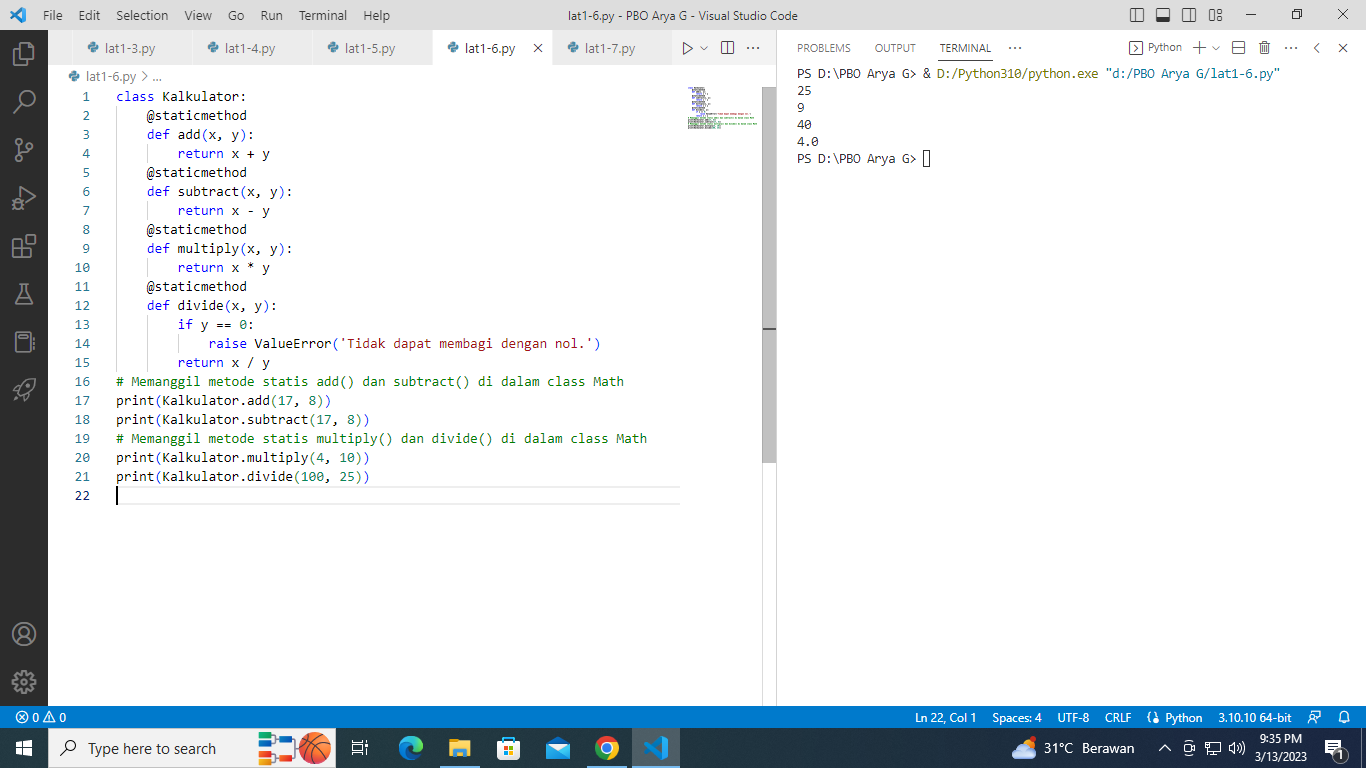 File Edit Selection View Go Run Terminal Help lat1-6.py - PBO Arya G - Visual Studio Code
lat1-3.py lat1-4.py lat1-5.py lat1-6.py lat1-7.py
lat1-6.py > ...
1 class Kalkulator:
2 @staticmethod
3 def add(x, y):
4 return x + y
5 @staticmethod
6 def subtract(x, y):
7 return x - y
8 @staticmethod
9 def multiply(x, y):
10 return x * y
11 @staticmethod
12 def divide(x, y):
13 if y == 0:
14 raise ValueError('Tidak dapat membagi dengan nol.')
15 return x / y
16 # Memanggil metode statis add() dan subtract() di dalam class Math
17 print(Kalkulator.add(17, 8))
18 print(Kalkulator.subtract(17, 8))
19 # Memanggil metode statis multiply() dan divide() di dalam class Math
20 print(Kalkulator.multiply(4, 10))
21 print(Kalkulator.divide(100, 25))
22
PROBLEMS OUTPUT TERMINAL ... Python
PS D:\PBO Arya G> & D:/Python310/python.exe "d:/PBO Arya G/lat1-6.py"
25
9
40
4.0
PS D:\PBO Arya G>
0 0 Ln 22, Col 1 Spaces: 4 UTF-8 CRLF Python 3.10.10 64-bit
Type here to search 31°C Berawan 9:35 PM
3/13/2023 1